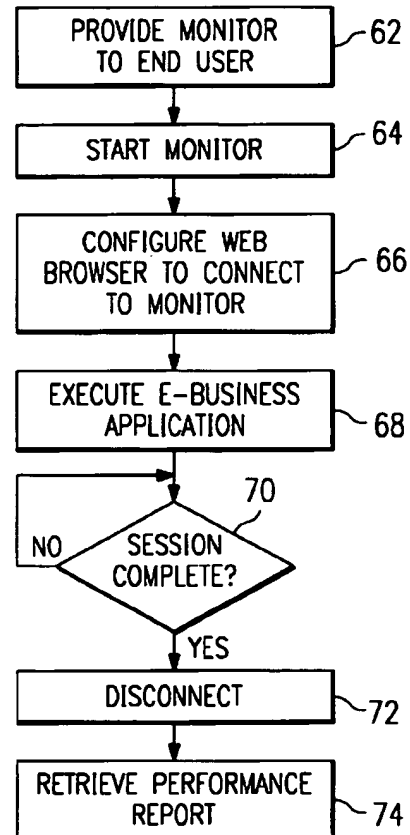 PROVIDE MONITOR
TO END USER
62
START MONITOR
64
CONFIGURE WEB
BROWSER TO CONNECT
TO MONITOR
66
EXECUTE E-BUSINESS
APPLICATION
68
70
NO
SESSION
COMPLETE?
YES
DISCONNECT
72
RETRIEVE PERFORMANCE
REPORT
74